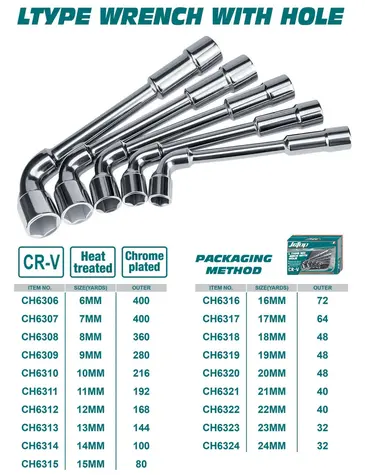 LTYPE WRENCH WITH HOLE
CR-V
Heat treated
Chrome plated
PACKAGING METHOD
ITEM NO. SIZE(YARDS) OUTER
CH6306 6MM 400
CH6307 7MM 400
CH6308 8MM 360
CH6309 9MM 280
CH6310 10MM 216
CH6311 11MM 192
CH6312 12MM 168
CH6313 13MM 144
CH6314 14MM 100
CH6315 15MM 80
ITEM NO. SIZE(YARDS) OUTER
CH6316 16MM 72
CH6317 17MM 64
CH6318 18MM 48
CH6319 19MM 48
CH6320 20MM 48
CH6321 21MM 40
CH6322 22MM 40
CH6323 23MM 32
CH6324 24MM 32